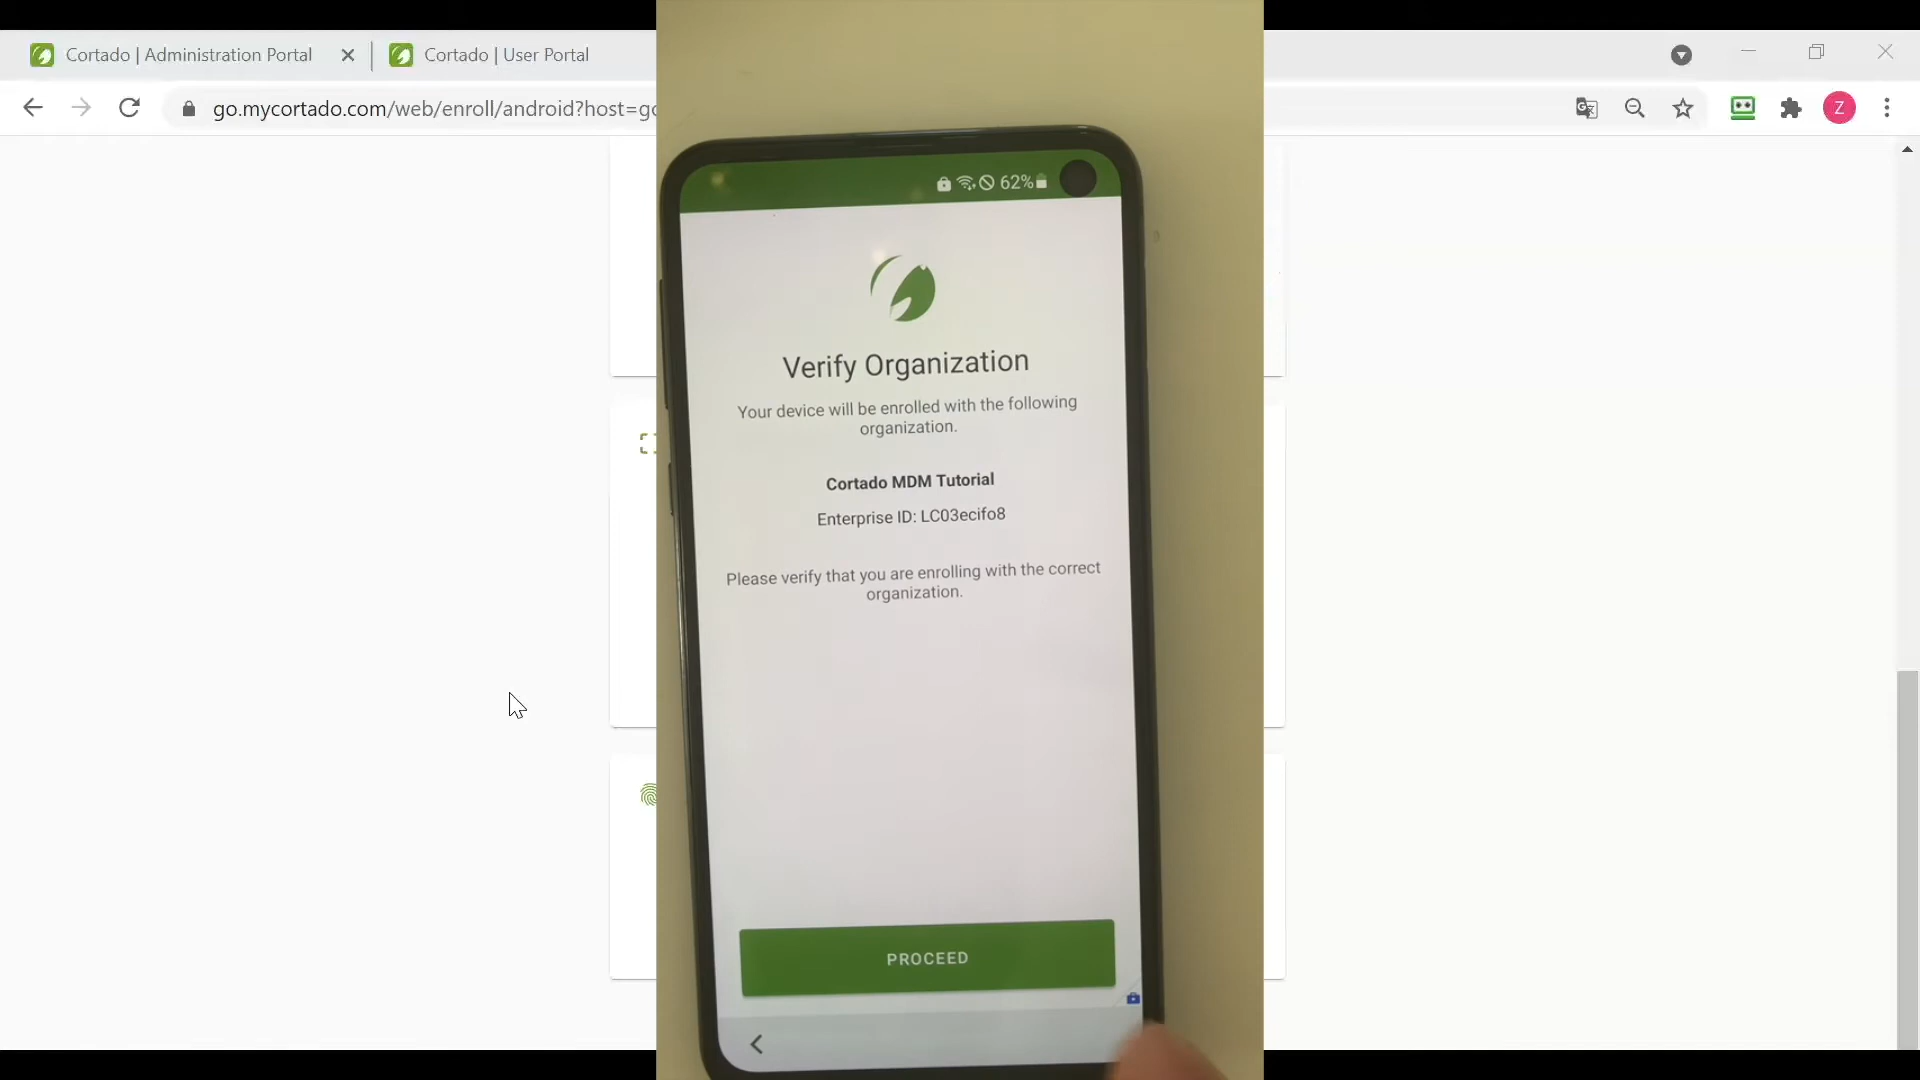 Cortado | Administration Portal
Cortado | User Portal
go.mycortado.com/web/enroll/android?host=go
Z
62%
Verify Organization
Your device will be enrolled with the following
organization.
Cortado MDM Tutorial
Enterprise ID: LC03ecifo8
Please verify that you are enrolling with the correct
organization.
PROCEED